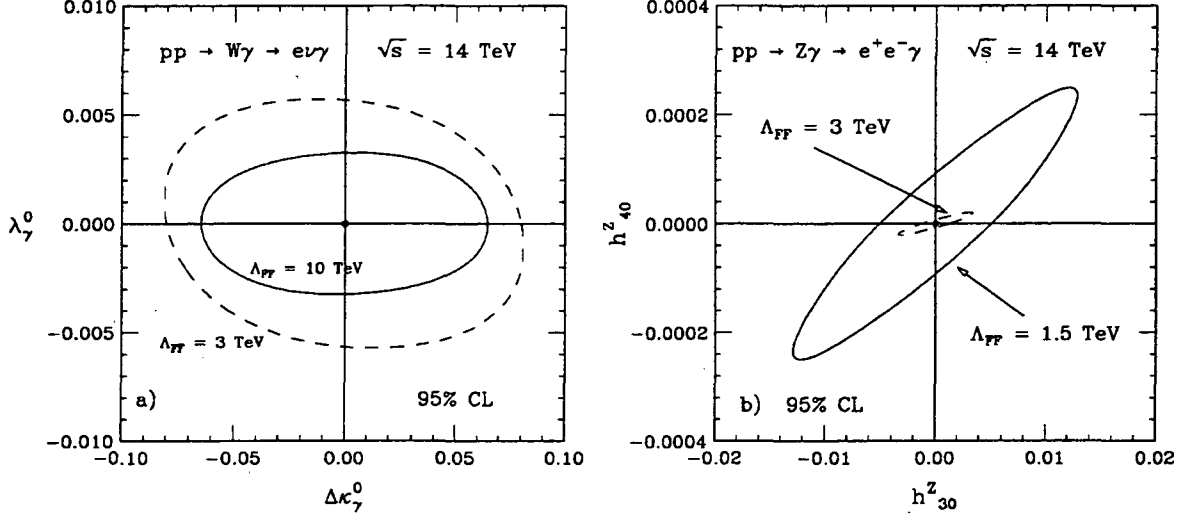 0.010
pp → Wγ → eνγ √s = 14 TeV
0.005
λ⁰γ
0.000
Λ_FF = 10 TeV
-0.005
Λ_FF = 3 TeV
a) 95% CL
-0.010
-0.10 -0.05 0.00 0.05 0.10
Δκ⁰γ
0.0004
pp → Zγ → e⁺e⁻γ √s = 14 TeV
Λ_FF = 3 TeV
0.0002
h^Z_40
0.0000
-0.0002
Λ_FF = 1.5 TeV
b) 95% CL
-0.0004
-0.02 -0.01 0.00 0.01 0.02
h^Z_30